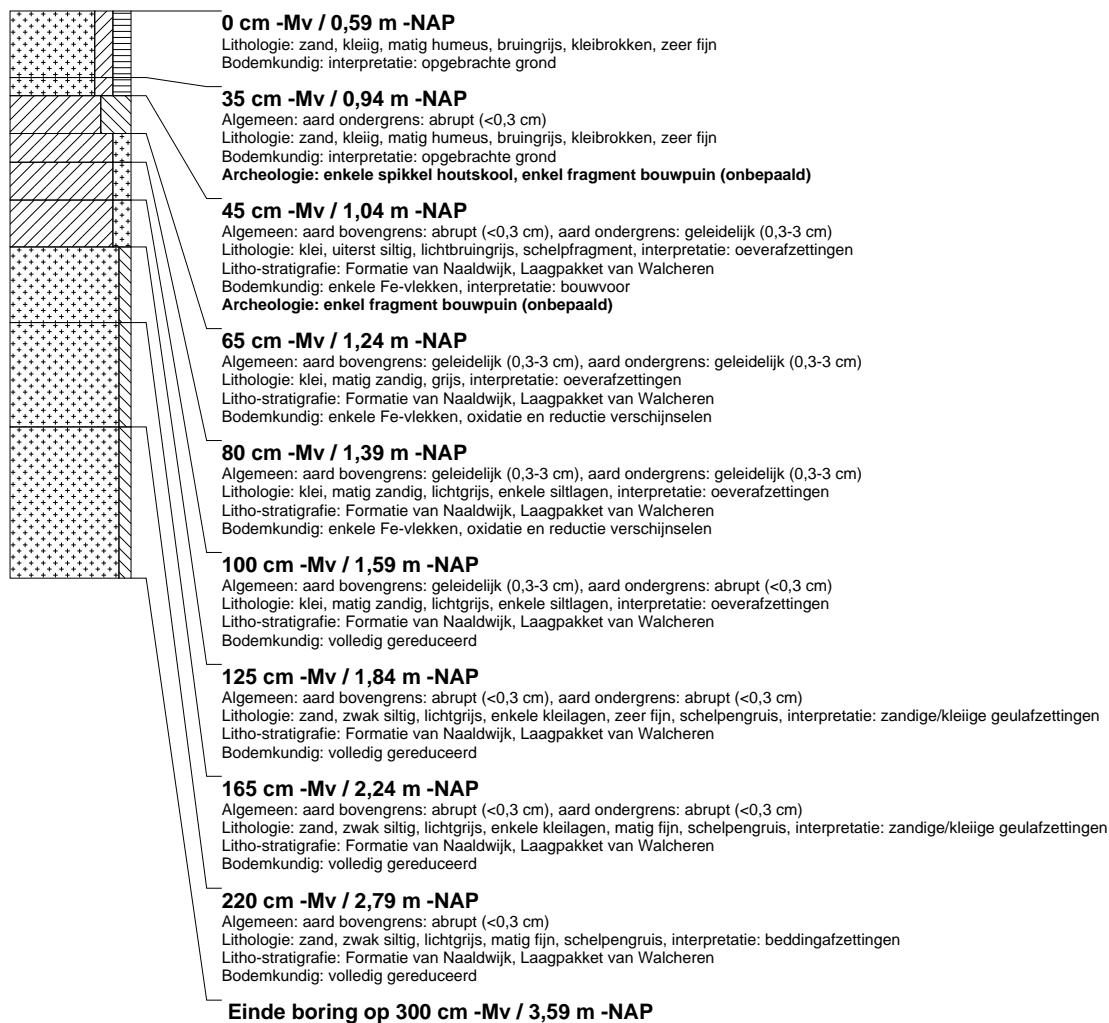 0 cm -Mv / 0,59 m -NAP
Lithologie: zand, kleiig, matig humeus, bruingrijs, kleibrokken, zeer fijn
Bodemkundig: interpretatie: opgebrachte grond
35 cm -Mv / 0,94 m -NAP
Algemeen: aard ondergrens: abrupt (<0,3 cm)
Lithologie: zand, kleiig, matig humeus, bruingrijs, kleibrokken, zeer fijn
Bodemkundig: interpretatie: opgebrachte grond
Archeologie: enkele spikkel houtskool, enkel fragment bouwpuin (onbepaald)
45 cm -Mv / 1,04 m -NAP
Algemeen: aard bovengrens: abrupt (<0,3 cm), aard ondergrens: geleidelijk (0,3-3 cm)
Lithologie: klei, uiterst siltig, lichtbruingrijs, schelpfragment, interpretatie: oeverafzettingen
Litho-stratigrafie: Formatie van Naaldwijk, Laagpakket van Walcheren
Bodemkundig: enkele Fe-vlekken, interpretatie: bouwvoor
Archeologie: enkel fragment bouwpuin (onbepaald)
65 cm -Mv / 1,24 m -NAP
Algemeen: aard bovengrens: geleidelijk (0,3-3 cm), aard ondergrens: geleidelijk (0,3-3 cm)
Lithologie: klei, matig zandig, grijs, interpretatie: oeverafzettingen
Litho-stratigrafie: Formatie van Naaldwijk, Laagpakket van Walcheren
Bodemkundig: enkele Fe-vlekken, oxidatie en reductie verschijnselen
80 cm -Mv / 1,39 m -NAP
Algemeen: aard bovengrens: geleidelijk (0,3-3 cm), aard ondergrens: geleidelijk (0,3-3 cm)
Lithologie: klei, matig zandig, lichtgrijs, enkele siltlagen, interpretatie: oeverafzettingen
Litho-stratigrafie: Formatie van Naaldwijk, Laagpakket van Walcheren
Bodemkundig: enkele Fe-vlekken, oxidatie en reductie verschijnselen
100 cm -Mv / 1,59 m -NAP
Algemeen: aard bovengrens: geleidelijk (0,3-3 cm), aard ondergrens: abrupt (<0,3 cm)
Lithologie: klei, matig zandig, lichtgrijs, enkele siltlagen, interpretatie: oeverafzettingen
Litho-stratigrafie: Formatie van Naaldwijk, Laagpakket van Walcheren
Bodemkundig: volledig gereduceerd
125 cm -Mv / 1,84 m -NAP
Algemeen: aard bovengrens: abrupt (<0,3 cm), aard ondergrens: abrupt (<0,3 cm)
Lithologie: zand, zwak siltig, lichtgrijs, enkele kleilagen, zeer fijn, schelpengruis, interpretatie: zandige/kleiige geulafzettingen
Litho-stratigrafie: Formatie van Naaldwijk, Laagpakket van Walcheren
Bodemkundig: volledig gereduceerd
165 cm -Mv / 2,24 m -NAP
Algemeen: aard bovengrens: abrupt (<0,3 cm), aard ondergrens: abrupt (<0,3 cm)
Lithologie: zand, zwak siltig, lichtgrijs, enkele kleilagen, matig fijn, schelpengruis, interpretatie: zandige/kleiige geulafzettingen
Litho-stratigrafie: Formatie van Naaldwijk, Laagpakket van Walcheren
Bodemkundig: volledig gereduceerd
220 cm -Mv / 2,79 m -NAP
Algemeen: aard bovengrens: abrupt (<0,3 cm)
Lithologie: zand, zwak siltig, lichtgrijs, matig fijn, schelpengruis, interpretatie: beddingafzettingen
Litho-stratigrafie: Formatie van Naaldwijk, Laagpakket van Walcheren
Bodemkundig: volledig gereduceerd
Einde boring op 300 cm -Mv / 3,59 m -NAP